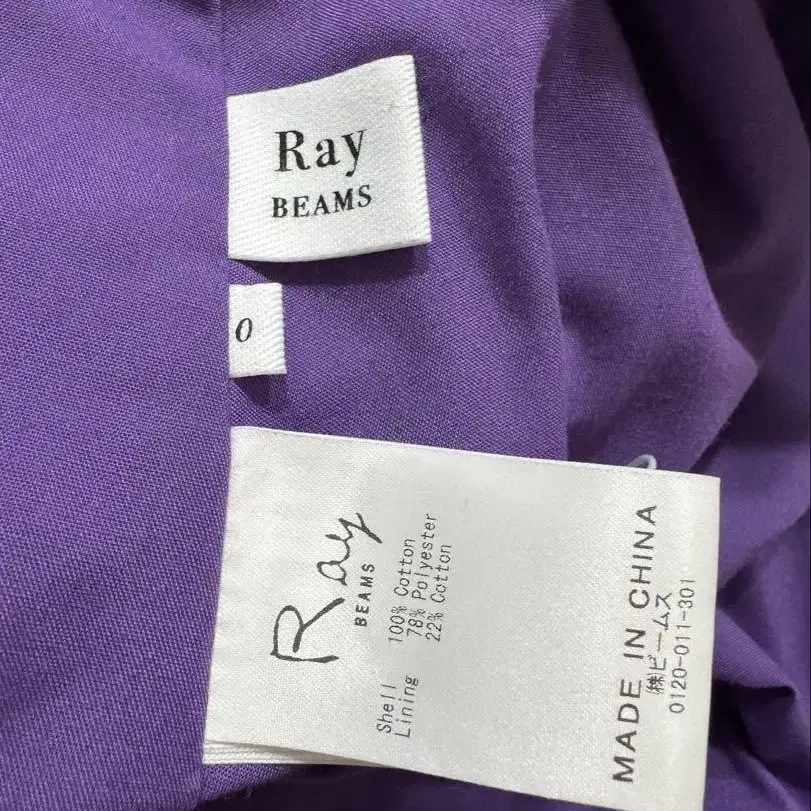 Ray
BEAMS
0
Ray
BEAMS
Shell 100% Cotton
Lining 78% Polyester
22% Cotton
MADE IN CHINA
㈱ビームス
0120-011-301